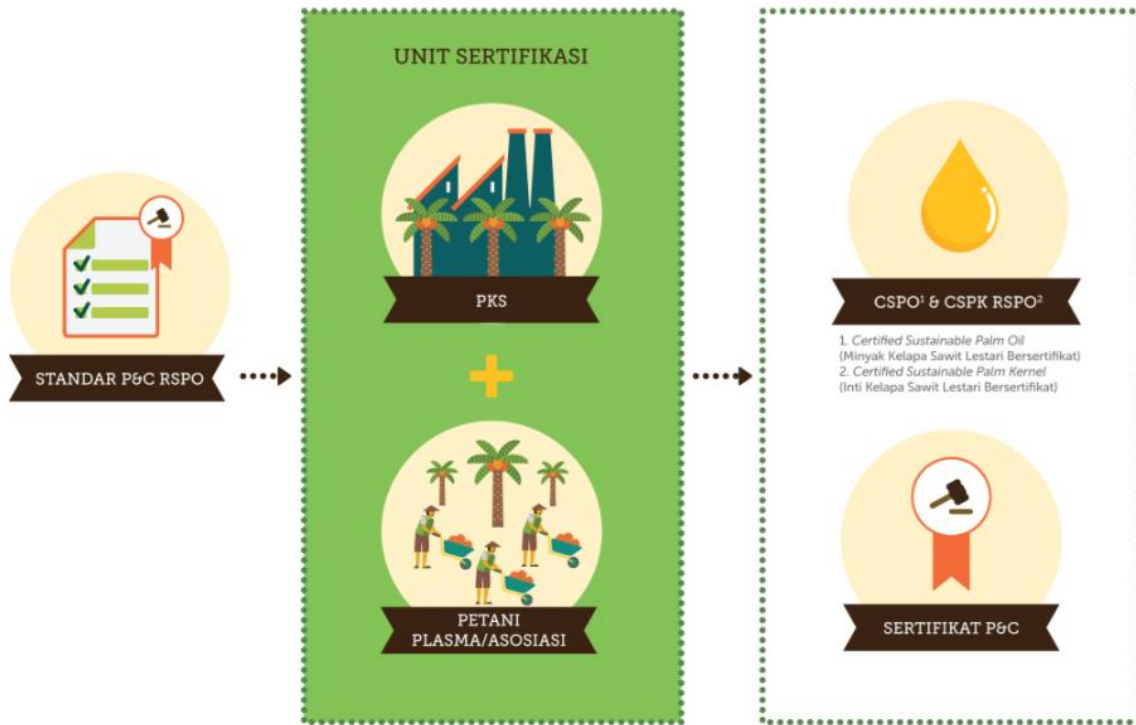 STANDAR P&C RSPO
UNIT SERTIFIKASI
PKS
PETANI
PLASMA/ASOSIASI
CSPO¹ & CSPK RSPO²
1. Certified Sustainable Palm Oil
(Minyak Kelapa Sawit Lestari Bersertifikat)
2. Certified Sustainable Palm Kernel
(Inti Kelapa Sawit Lestari Bersertifikat)
SERTIFIKAT P&C